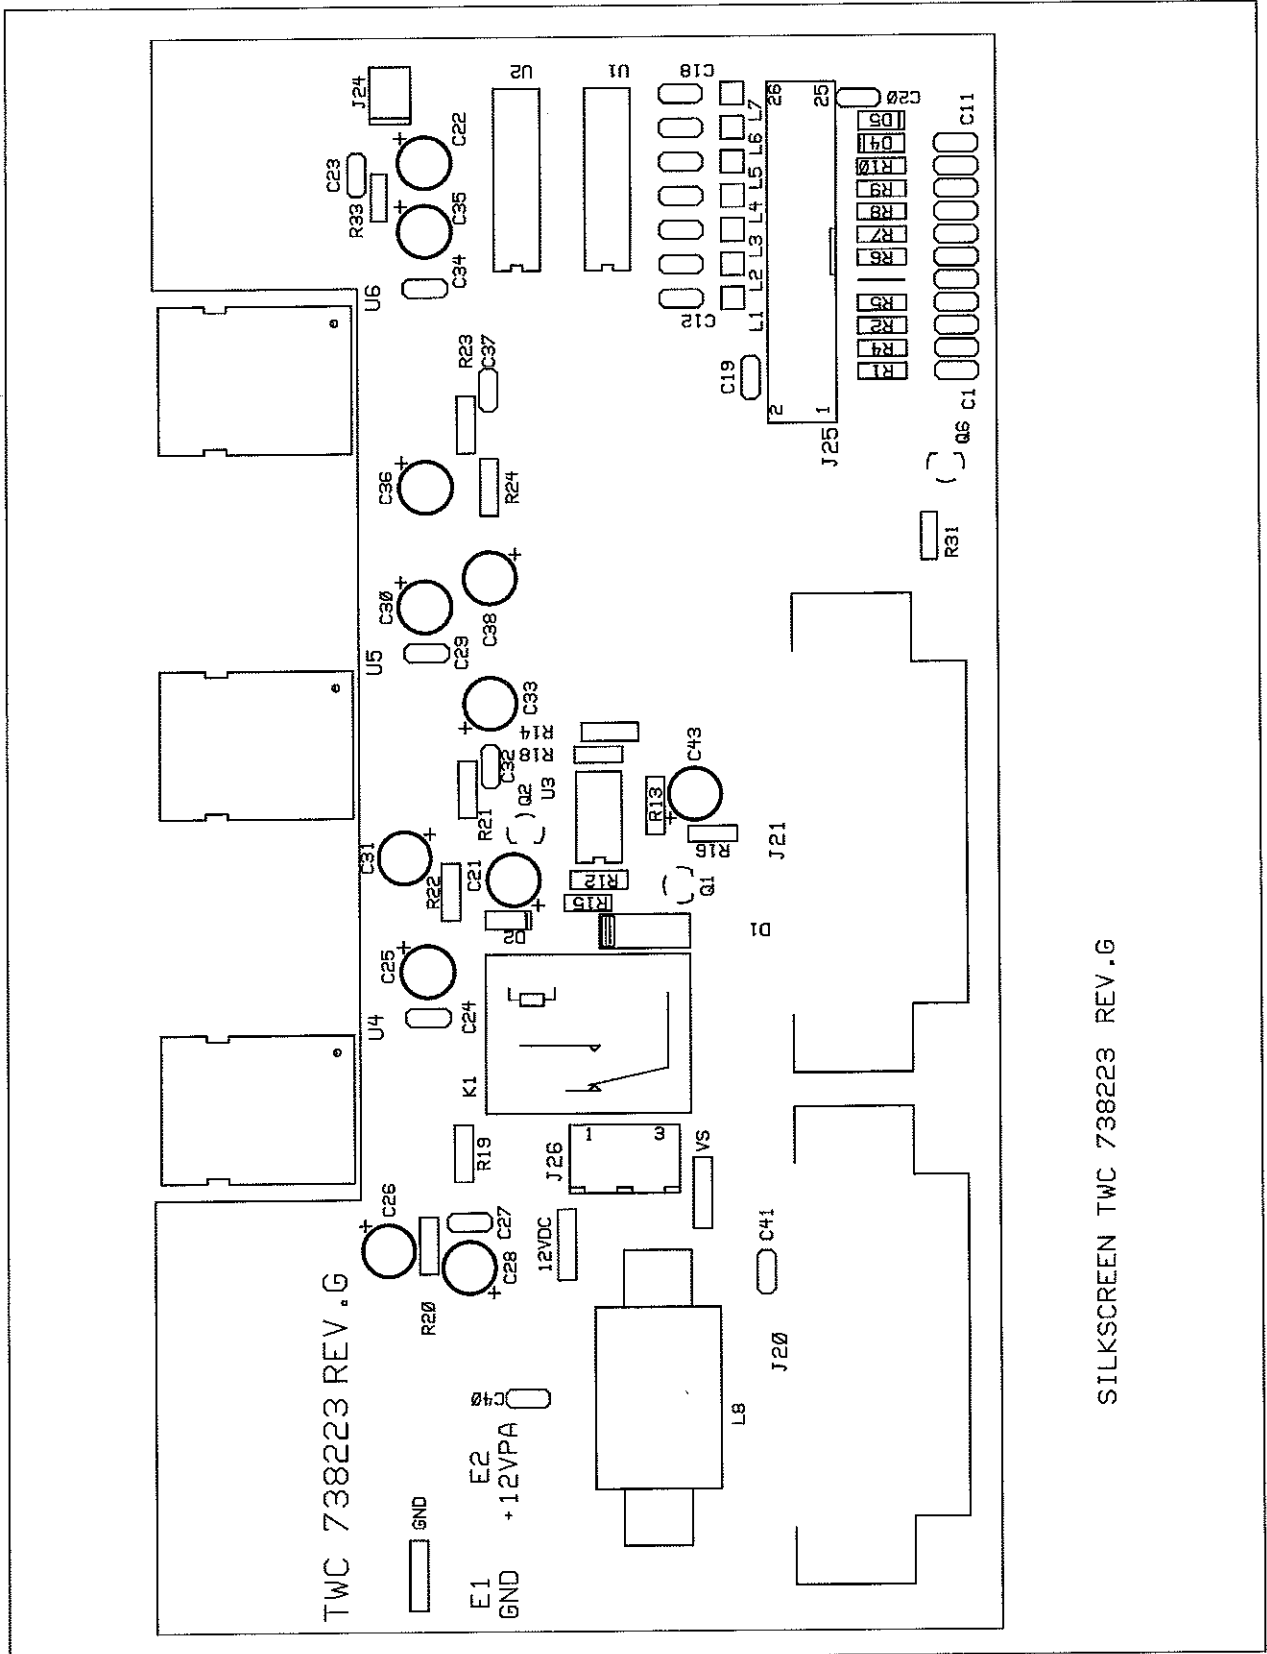 J24
C23
R33
C22
C35
C34
U2
U1
C18
C12
L7
L6
L5
L4
L3
L2
L1
26
25
2
1
J25
C19
C20
D5
D4
R10
R9
R8
R7
R6
R5
R2
R4
R1
C11
C1
Q6
R31
U6
R23
C37
C36
R24
C30
C38
C29
U5
C33
R14
R18
C32
U3
Q2
R21
C43
R13
R16
J21
C31
R22
C21
R12
R15
Q1
D2
D1
C25
C24
U4
K1
R19
J26
1
3
VS
C26
C27
C28
R20
12VDC
C41
J20
L8
C40
TWC 738223 REV.G
GND
E2
+12VPA
E1
GND
SILKSCREEN TWC 738223 REV.G